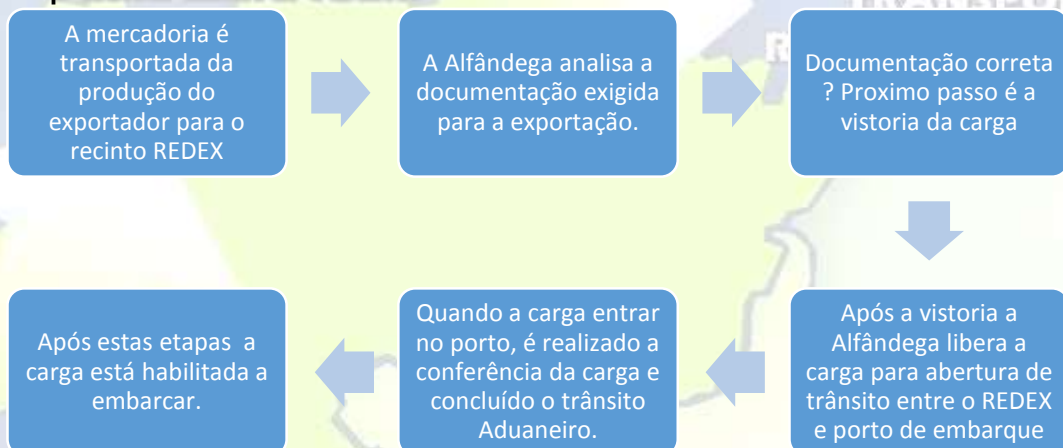 A mercadoria é
transportada da
produção do
exportador para o
recinto REDEX
A Alfândega analisa a
documentação exigida
para a exportação.
Documentação correta
? Proximo passo é a
vistoria da carga
Após a vistoria a
Alfândega libera a
carga para abertura de
trânsito entre o REDEX
e porto de embarque
Quando a carga entrar
no porto, é realizado a
conferência da carga e
concluído o trânsito
Aduaneiro.
Após estas etapas a
carga está habilitada a
embarcar.